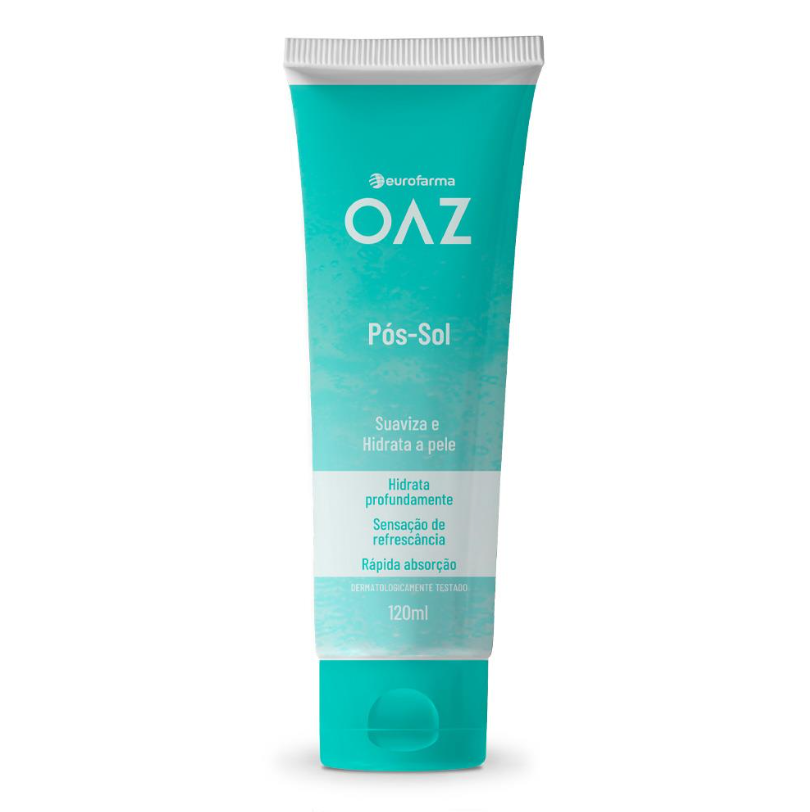 eurofarma
OAZ
Pós-Sol
Suaviza e
Hidrata a pele
Hidrata
profundamente
Sensação de
refrescância
Rápida absorção
DERMATOLOGICAMENTE TESTADO
120ml